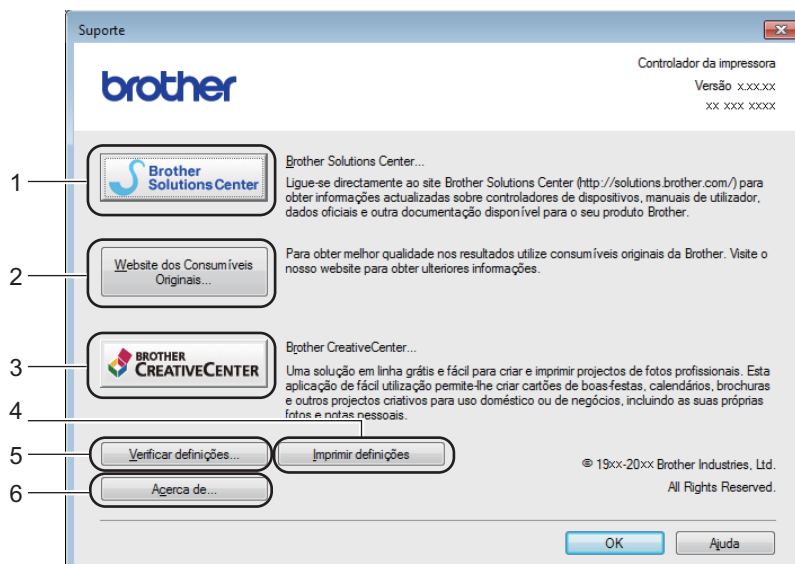 Suporte
brother
Controlador da impressora
Versão x.xx.xx
xx xxx xxxx
1
Brother
Solutions Center
Brother Solutions Center...
Ligue-se directamente ao site Brother Solutions Center (http://solutions.brother.com/) para
obter informações actualizadas sobre controladores de dispositivos, manuais de utilizador,
dados oficiais e outra documentação disponível para o seu produto Brother.
2
Website dos Consumíveis
Originais...
Para obter melhor qualidade nos resultados utilize consumíveis originais da Brother. Visite o
nosso website para obter ulteriores informações.
3
BROTHER
CREATIVECENTER
Brother CreativeCenter...
Uma solução em linha grátis e fácil para criar e imprimir projectos de fotos profissionais. Esta
aplicação de fácil utilização permite-lhe criar cartões de boas-festas, calendários, brochuras
e outros projectos criativos para uso doméstico ou de negócios, incluindo as suas próprias
fotos e notas pessoais.
4
5
Verificar definições...
Imprimir definições
6
Acerca de...
© 19xx-20xx Brother Industries, Ltd.
All Rights Reserved.
OK
Ajuda